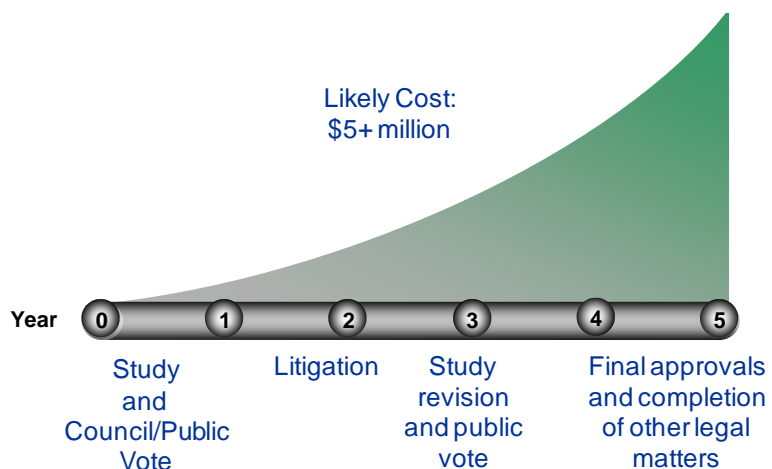 Likely Cost:
$5+ million
Year 0 1 2 3 4 5
Study
and
Council/Public
Vote
Litigation
Study
revision
and public
vote
Final approvals
and completion
of other legal
matters